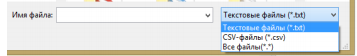 Имя файла:
Текстовые файлы (*.txt)
Текстовые файлы (*.txt)
CSV-файлы (*.csv)
Все файлы(*.*)